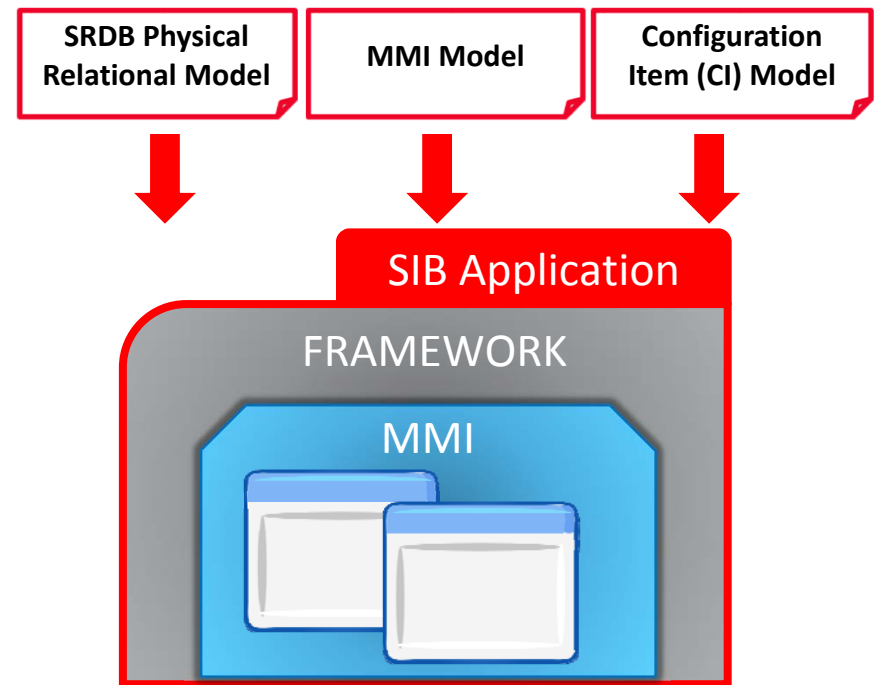 SRDB Physical
Relational Model
MMI Model
Configuration
Item (CI) Model
SIB Application
FRAMEWORK
MMI